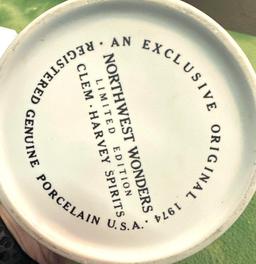 · AN EXCLUSIVE ORIGINAL 1974 · REGISTERED GENUINE PORCELAIN U.S.A.
NORTHWEST WONDERS
LIMITED EDITION
CLEM · HARVEY SPIRITS